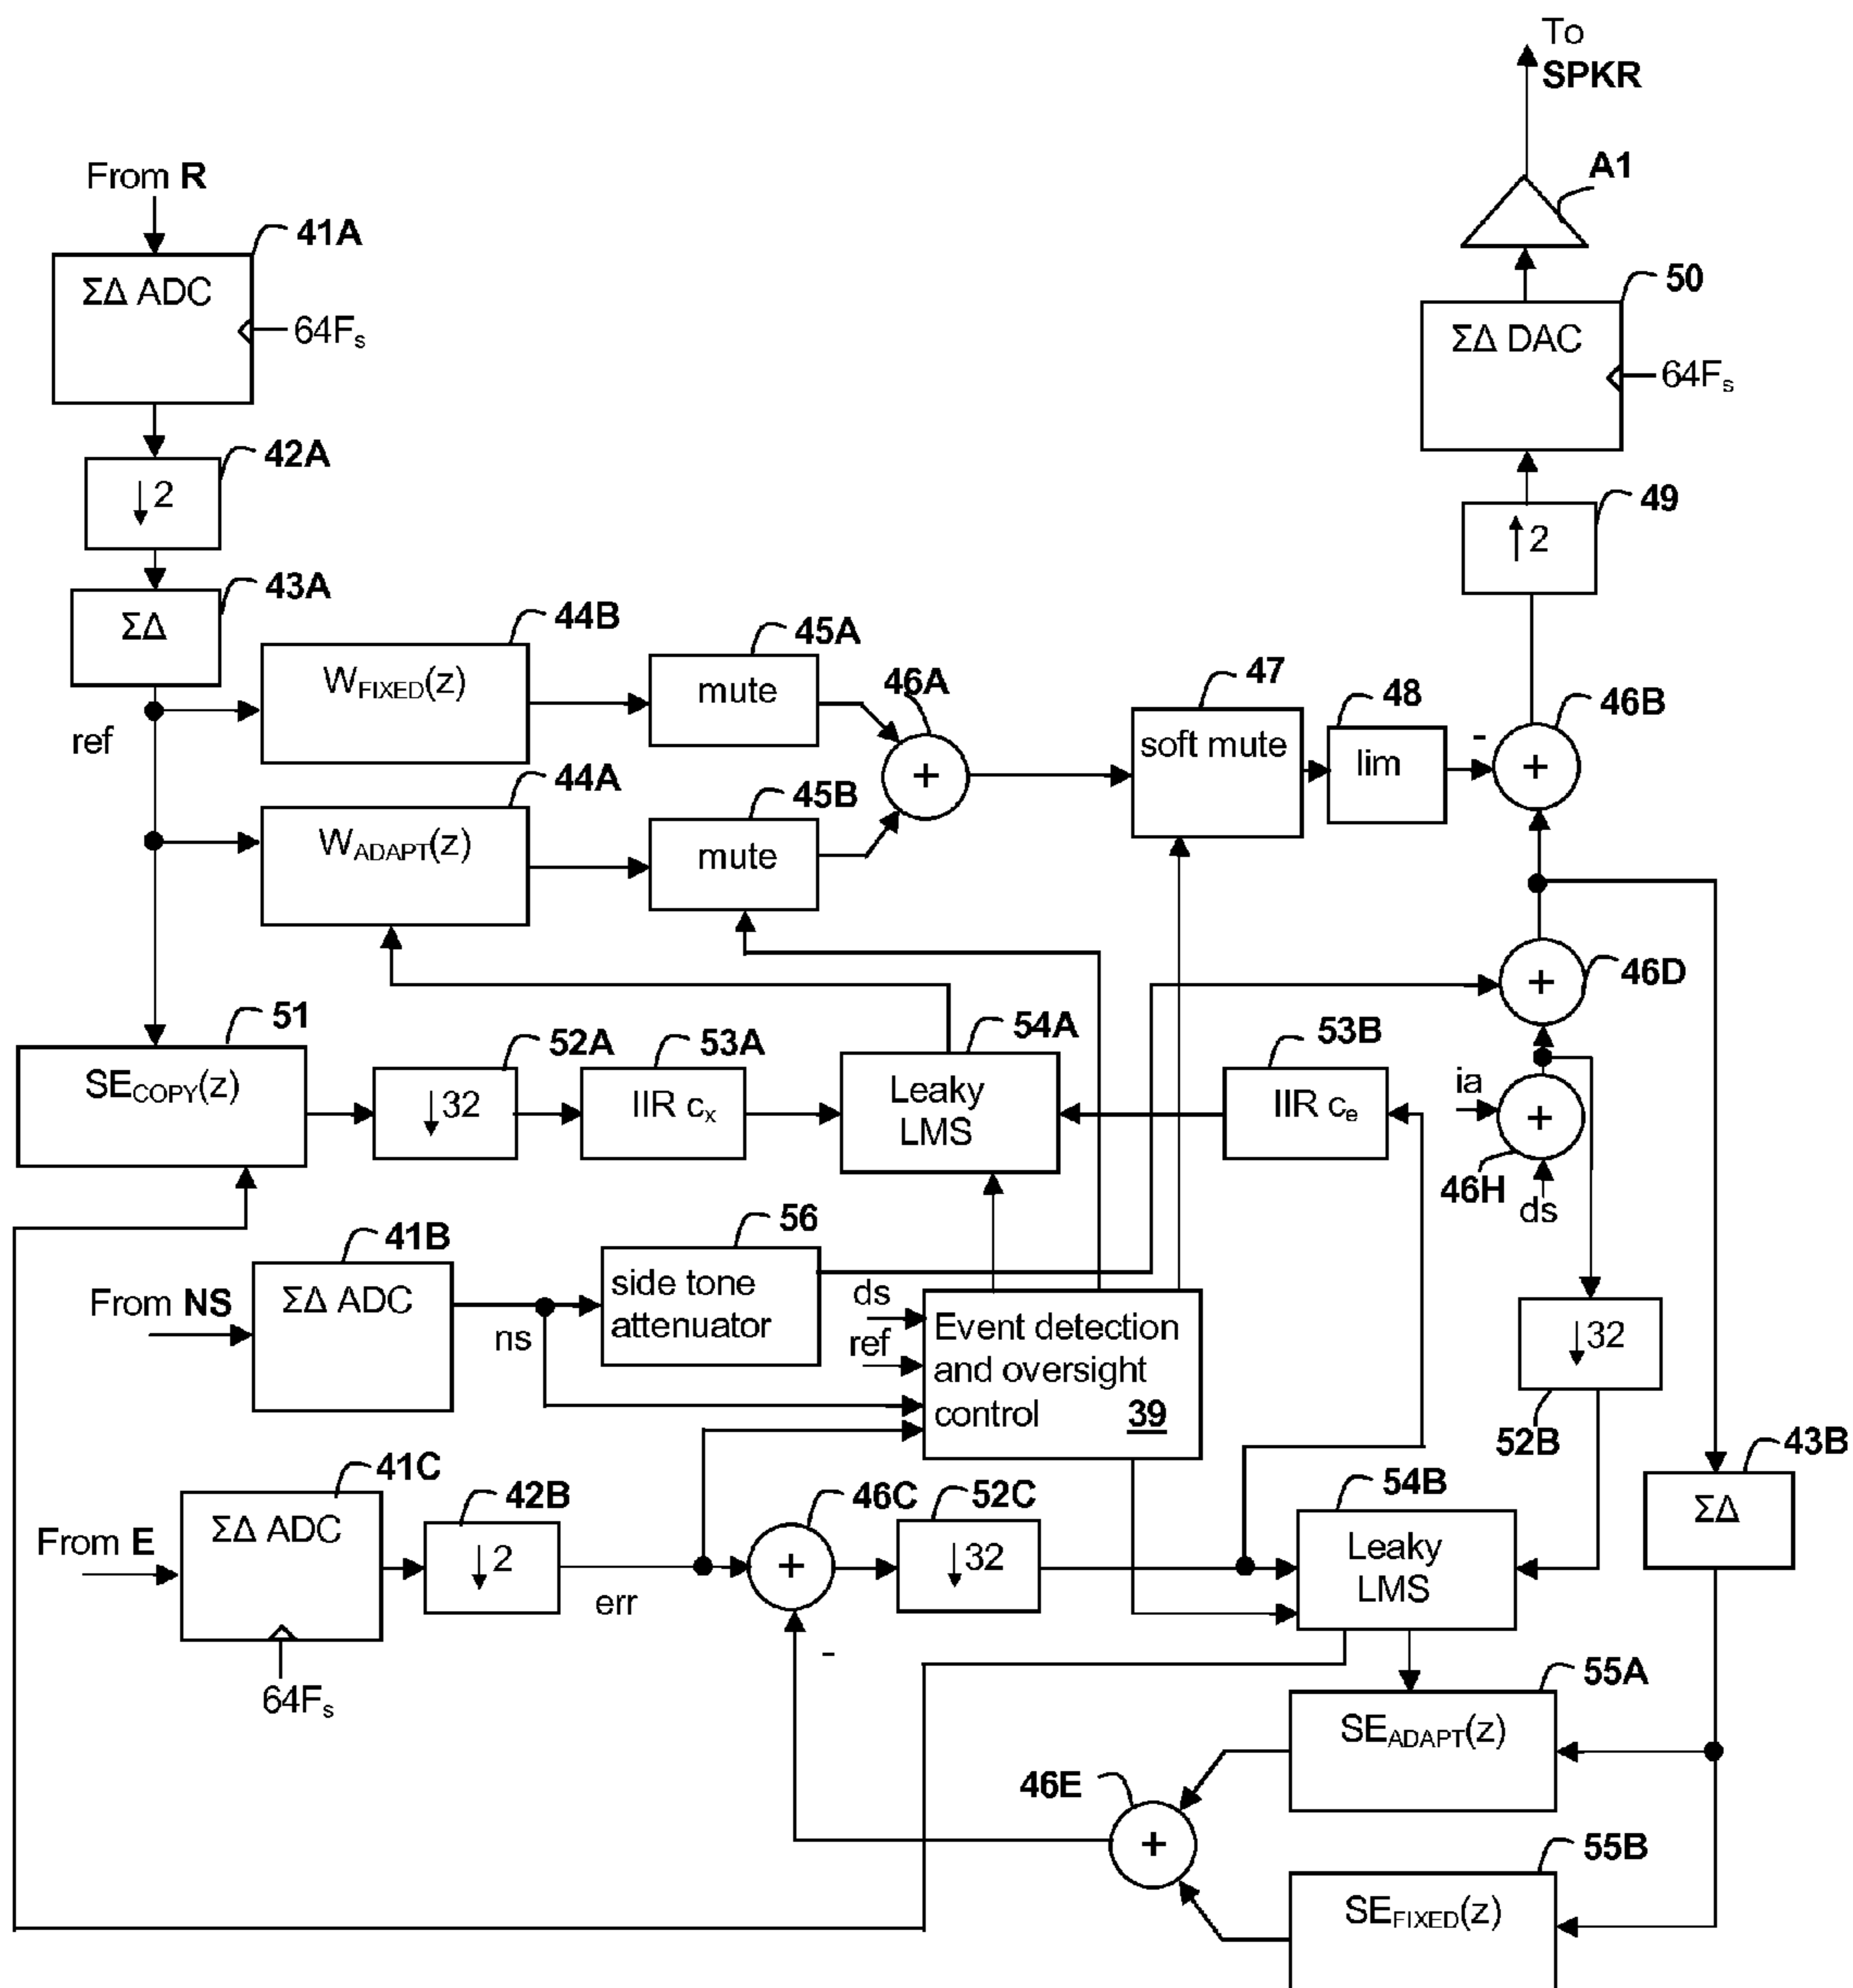 To
SPKR
A1
From R
41A
ΣΔ ADC
64Fs
50
ΣΔ DAC
64Fs
42A
↓2
49
↑2
43A
ΣΔ
44B
WFIXED(z)
45A
mute
46A
+
47
soft mute
48
lim
-
46B
+
ref
44A
WADAPT(z)
45B
mute
46D
+
51
SECOPY(z)
52A
↓32
53A
IIR cx
54A
Leaky
LMS
53B
IIR ce
ia
+
46H
ds
41B
From NS
ΣΔ ADC
ns
56
side tone
attenuator
ds
ref
Event detection
and oversight
control 39
↓32
52B
43B
ΣΔ
41C
From E
ΣΔ ADC
64Fs
42B
↓2
err
46C
+
-
52C
↓32
54B
Leaky
LMS
55A
SEADAPT(z)
46E
+
55B
SEFIXED(z)